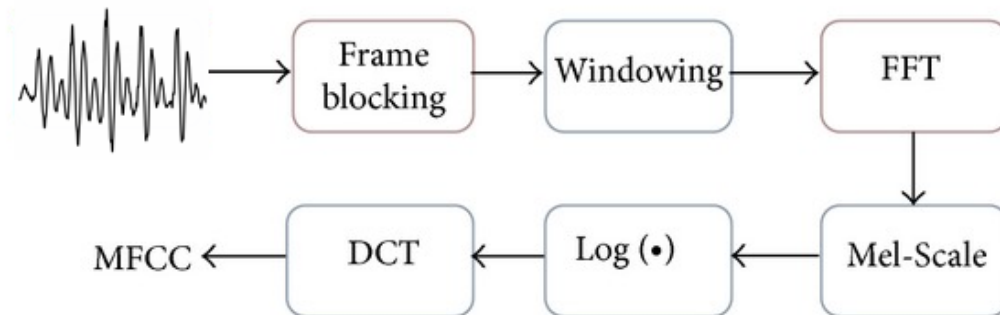 Frame
blocking
Windowing
FFT
Mel-Scale
Log (•)
DCT
MFCC